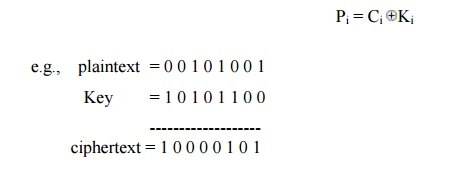 Pᵢ = Cᵢ ⊕Kᵢ
e.g., plaintext = 0 0 1 0 1 0 0 1
Key = 1 0 1 0 1 1 0 0
-------------------
ciphertext = 1 0 0 0 0 1 0 1